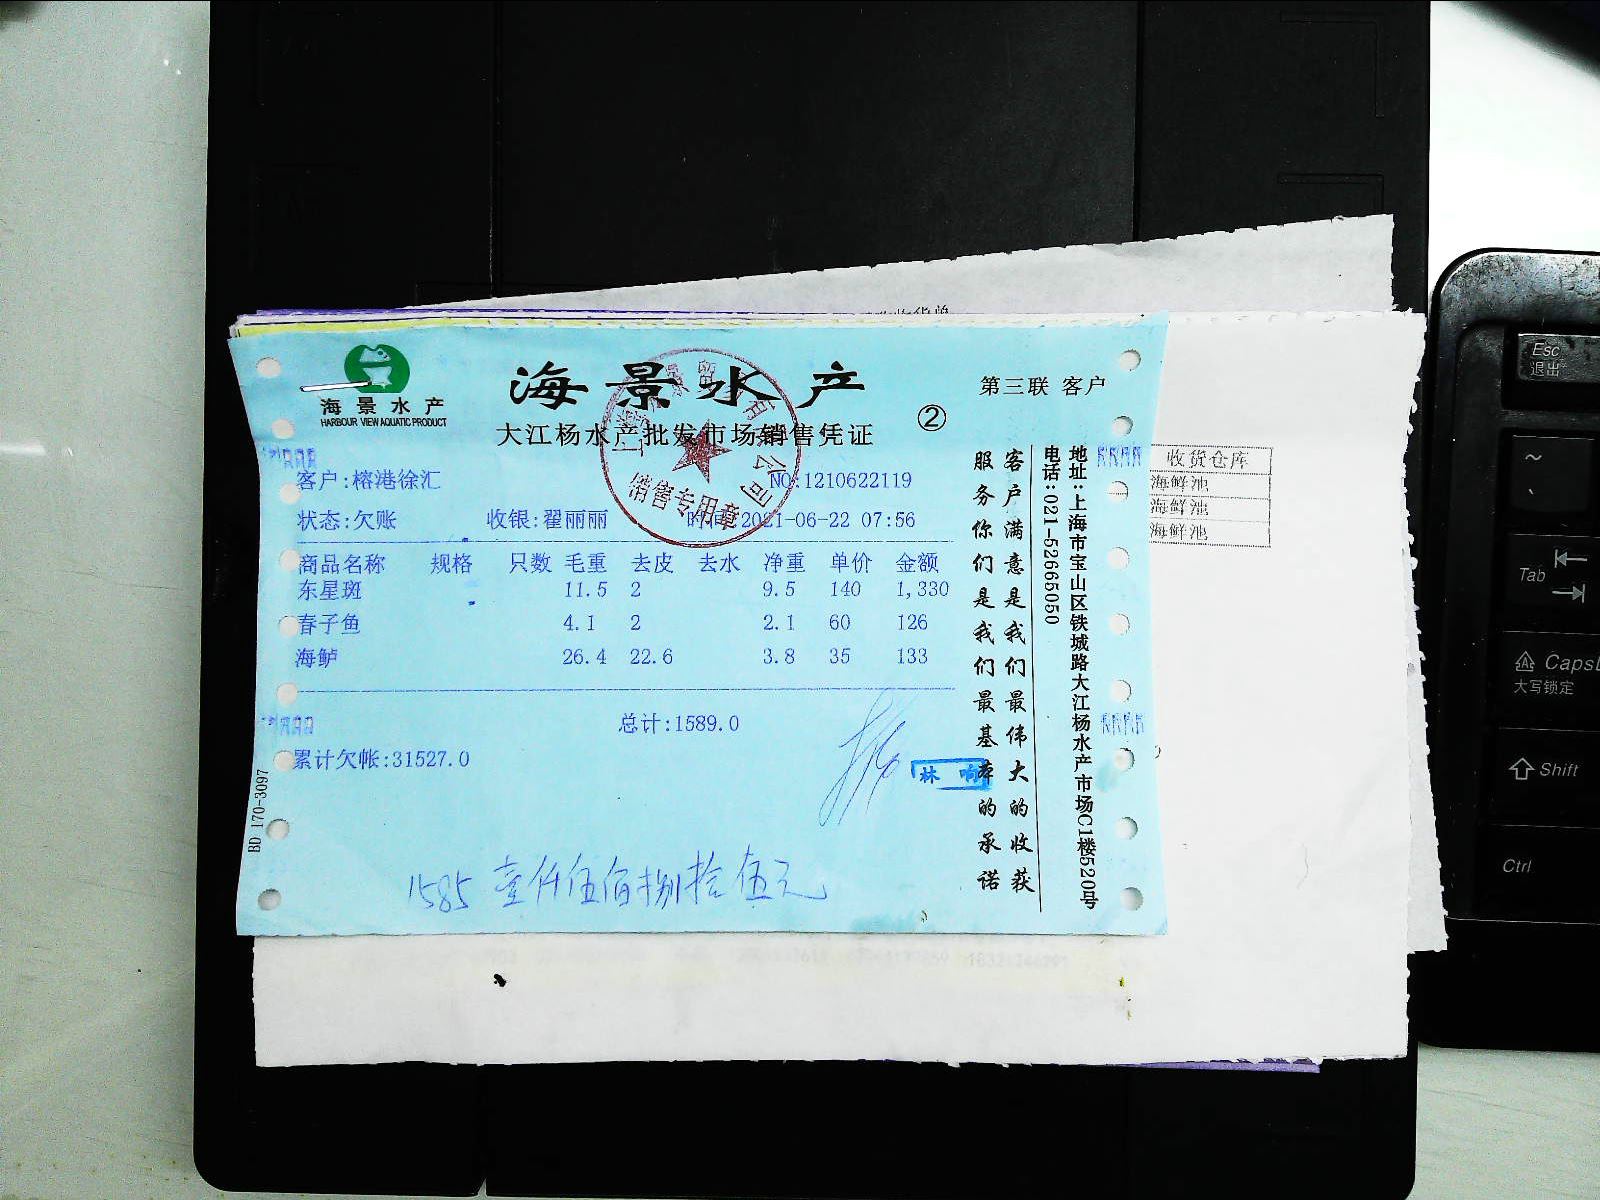 收货单
海景水产
HARBOUR VIEW AQUATIC PRODUCT
海景水产
第三联 客户
大江杨水产批发市场销售凭证
②
有限公司
销售专用章
客户:榕港徐汇
NO:1210622119
状态:欠账 收银:翟丽丽 时间:2021-06-22 07:56
商品名称 规格 只数 毛重 去皮 去水 净重 单价 金额
东星斑 11.5 2 9.5 140 1,330
春子鱼 4.1 2 2.1 60 126
海鲈 26.4 22.6 3.8 35 133
总计:1589.0
累计欠帐:31527.0
林 响
1585 壹仟伍佰捌拾伍元
BD 170-3097
客户满意是我们最伟大的收获
服务你们是我们最基本的承诺
地址:上海市宝山区铁城路大江杨水产市场C1楼520号
电话:021-52665050
收货仓库
海鲜池
海鲜池
海鲜池
Esc
退出
~
Tab
Caps
大写锁定
Shift
Ctrl